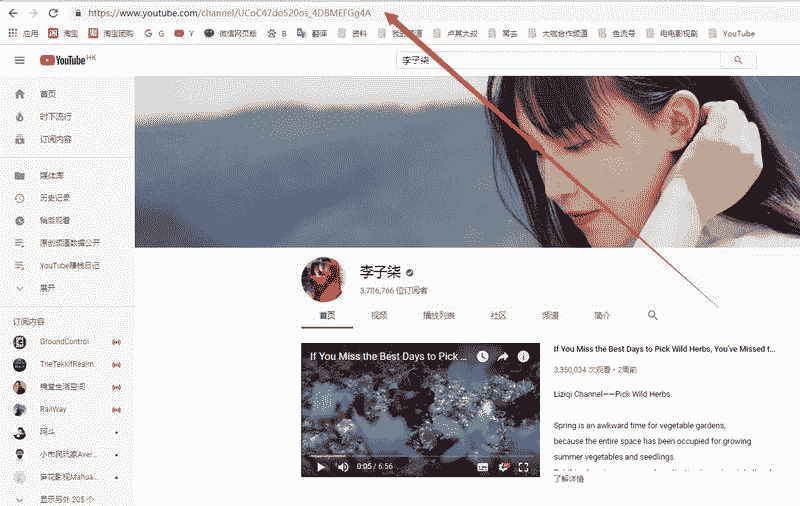 https://www.youtube.com/channel/UCoC47do520os_4DBMEFGg4A
应用 淘宝 淘宝团购 G Y 微信网页版 B 翻译 资料 卢其大叔 常去 大咖合作频道 色流号 电电影视剧 YouTube
YouTube HK
李子柒
首页
时下流行
订阅内容
媒体库
历史记录
稍后观看
原创频道数据公开
YouTube赚钱日记
展开
李子柒
3,706,766 位订阅者
首页 视频 播放列表 社区 频道 简介
订阅内容
GroundControl
TheTekkitRealm
槐堂生活空间
RailWay
阿斗
小市民玩家Aver...
麻花影视Mahua...
显示另外 205 个
If You Miss the Best Days to Pick ...
0:05 / 6:56
If You Miss the Best Days to Pick Wild Herbs, You've Missed t...
3,350,034 次观看 • 2周前
Liziqi Channel——Pick Wild Herbs
Spring is an awkward time for vegetable gardens,
because the entire space has been occupied for growing
summer vegetables and seedlings.
了解详情